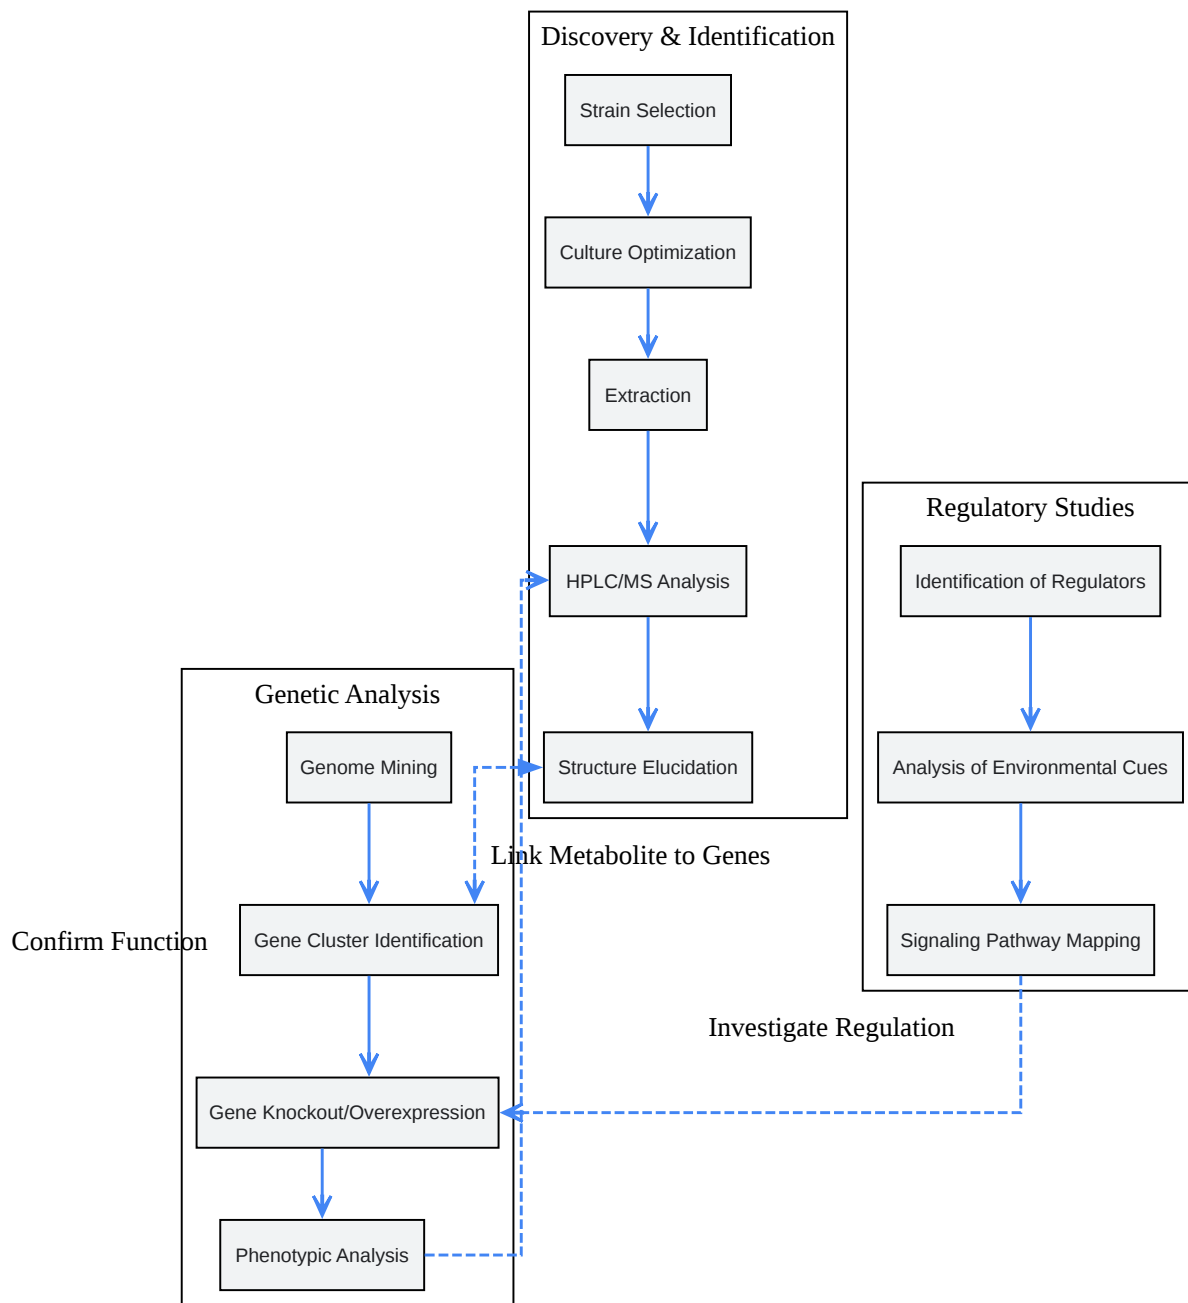 Discovery & Identification
Strain Selection
Culture Optimization
Extraction
HPLC/MS Analysis
Structure Elucidation
Regulatory Studies
Identification of Regulators
Analysis of Environmental Cues
Signaling Pathway Mapping
Genetic Analysis
Genome Mining
Gene Cluster Identification
Gene Knockout/Overexpression
Phenotypic Analysis
Link Metabolite to Genes
Confirm Function
Investigate Regulation